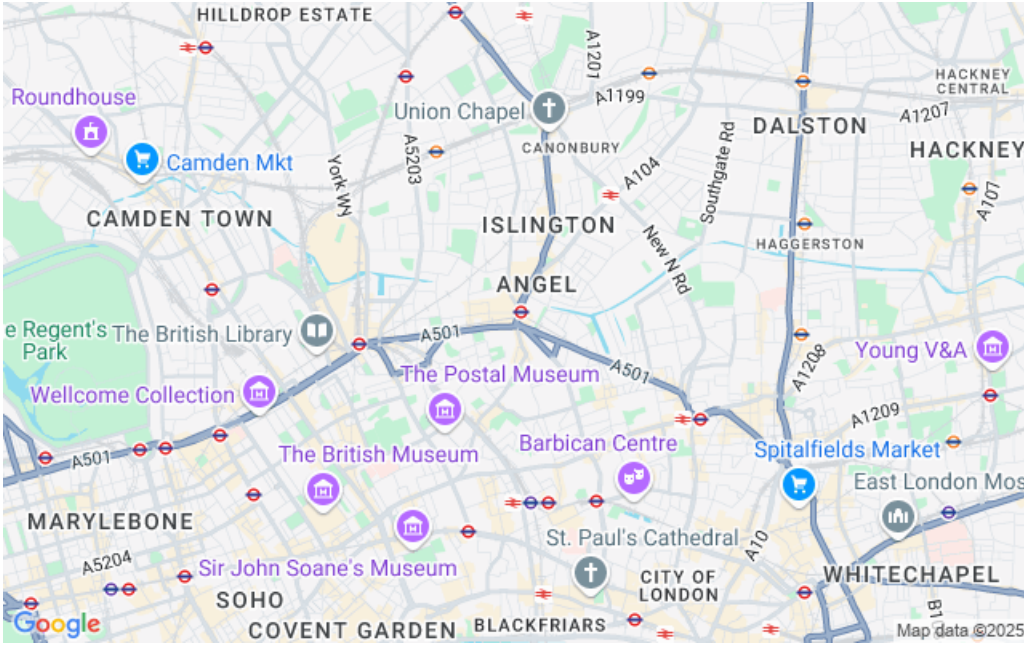 HILLDROP ESTATE
A1201
HACKNEY
CENTRAL
Roundhouse
A1199
Union Chapel
A1207
DALSTON
Camden Mkt
York WN
A5203
CANONBURY
A104
Southgate Rd
HACKNEY
A107
CAMDEN TOWN
ISLINGTON
New N Rd
HAGGERSTON
ANGEL
e Regent's
Park
The British Library
A501
A501
A1208
Young V&A
Wellcome Collection
The Postal Museum
A1209
A501
The British Museum
Barbican Centre
Spitalfields Market
East London Mos
MARYLEBONE
St. Paul's Cathedral
A10
A5204
Sir John Soane's Museum
CITY OF
LONDON
WHITECHAPEL
SOHO
COVENT GARDEN
BLACKFRIARS
B1
Google
Map data ©2025